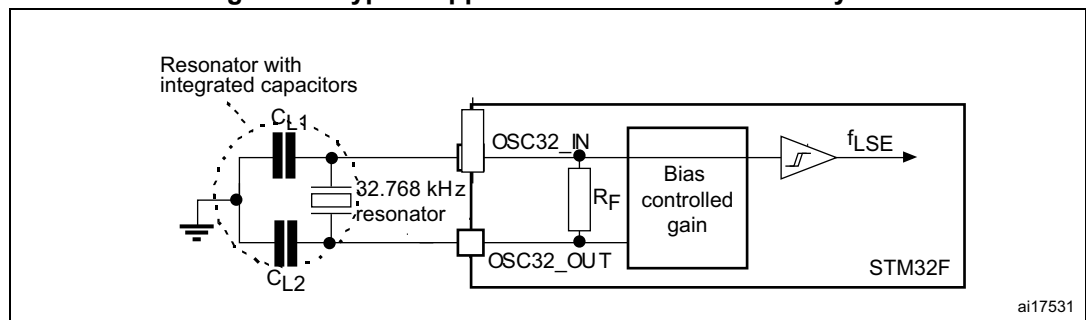 Resonator with
integrated capacitors
CL1
OSC32_IN
fLSE
32.768 kHz
resonator
RF
Bias
controlled
gain
OSC32_OUT
STM32F
CL2
ai17531